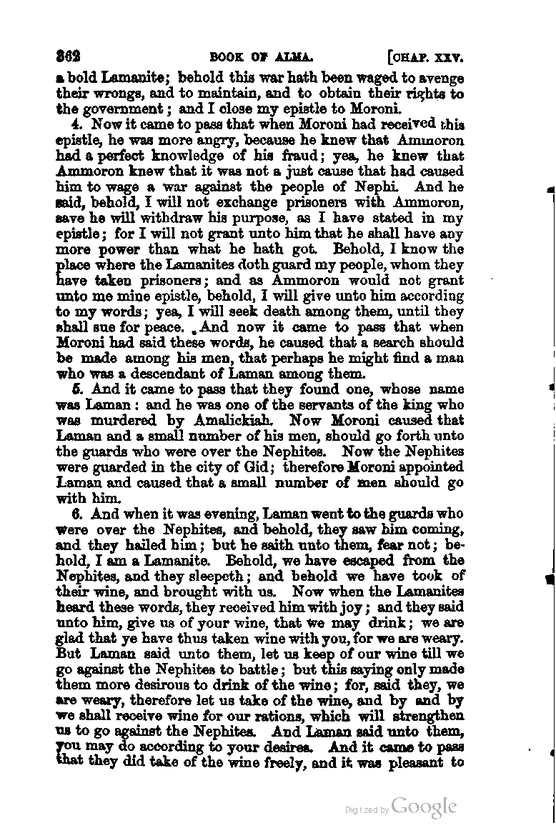 362 BOOK OF ALMA. [CHAP. XXV.
a bold Lamanite; behold this war hath been waged to avenge
their wrongs, and to maintain, and to obtain their rights to
the government; and I close my epistle to Moroni.
4. Now it came to pass that when Moroni had received this
epistle, he was more angry, because he knew that Ammoron
had a perfect knowledge of his fraud; yea, he knew that
Ammoron knew that it was not a just cause that had caused
him to wage a war against the people of Nephi. And he
said, behold, I will not exchange prisoners with Ammoron,
save he will withdraw his purpose, as I have stated in my
epistle; for I will not grant unto him that he shall have any
more power than what he hath got. Behold, I know the
place where the Lamanites doth guard my people, whom they
have taken prisoners; and as Ammoron would not grant
unto me mine epistle, behold, I will give unto him according
to my words; yea, I will seek death among them, until they
shall sue for peace. And now it came to pass that when
Moroni had said these words, he caused that a search should
be made among his men, that perhaps he might find a man
who was a descendant of Laman among them.
5. And it came to pass that they found one, whose name
was Laman: and he was one of the servants of the king who
was murdered by Amalickiah. Now Moroni caused that
Laman and a small number of his men, should go forth unto
the guards who were over the Nephites. Now the Nephites
were guarded in the city of Gid; therefore Moroni appointed
Laman and caused that a small number of men should go
with him.
6. And when it was evening, Laman went to the guards who
were over the Nephites, and behold, they saw him coming,
and they hailed him; but he saith unto them, fear not; be-
hold, I am a Lamanite. Behold, we have escaped from the
Nephites, and they sleepeth; and behold we have took of
their wine, and brought with us. Now when the Lamanites
heard these words, they received him with joy; and they said
unto him, give us of your wine, that we may drink; we are
glad that ye have thus taken wine with you, for we are weary.
But Laman said unto them, let us keep of our wine till we
go against the Nephites to battle; but this saying only made
them more desirous to drink of the wine; for, said they, we
are weary, therefore let us take of the wine, and by and by
we shall receive wine for our rations, which will strengthen
us to go against the Nephites. And Laman said unto them,
you may do according to your desires. And it came to pass
that they did take of the wine freely, and it was pleasant to
Digitized by Google